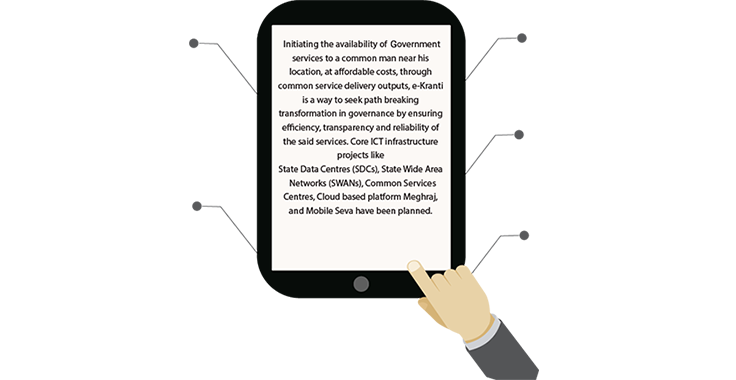 Initiating the availability of Government
services to a common man near his
location, at affordable costs, through
common service delivery outputs, e-Kranti
is a way to seek path breaking
transformation in governance by ensuring
efficiency, transparency and reliability of
the said services. Core ICT infrastructure
projects like
State Data Centres (SDCs), State Wide Area
Networks (SWANs), Common Services
Centres, Cloud based platform Meghraj,
and Mobile Seva have been planned.